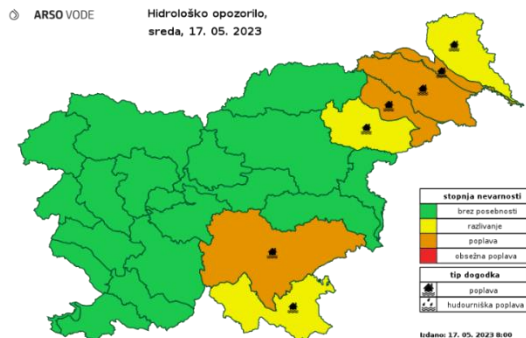 ARSO VODE
Hidrološko opozorilo,
sreda, 17. 05. 2023
stopnja nevarnosti
brez posebnosti
razlivanje
poplava
obsežna poplava
tip dogodka
poplava
hudourniška poplava
Izdano: 17. 05. 2023 8:00